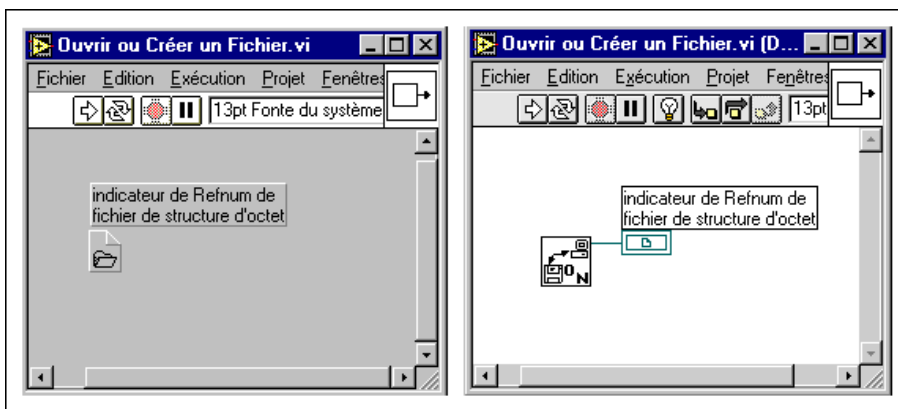 Ouvrir ou Créer un Fichier.vi
Fichier Edition Exécution Projet Fenêtres
13pt Fonte du système
indicateur de Refnum de
fichier de structure d'octet
Ouvrir ou Créer un Fichier.vi (D...
Fichier Edition Exécution Projet Fenêtres
13pt
indicateur de Refnum de
fichier de structure d'octet
O
N